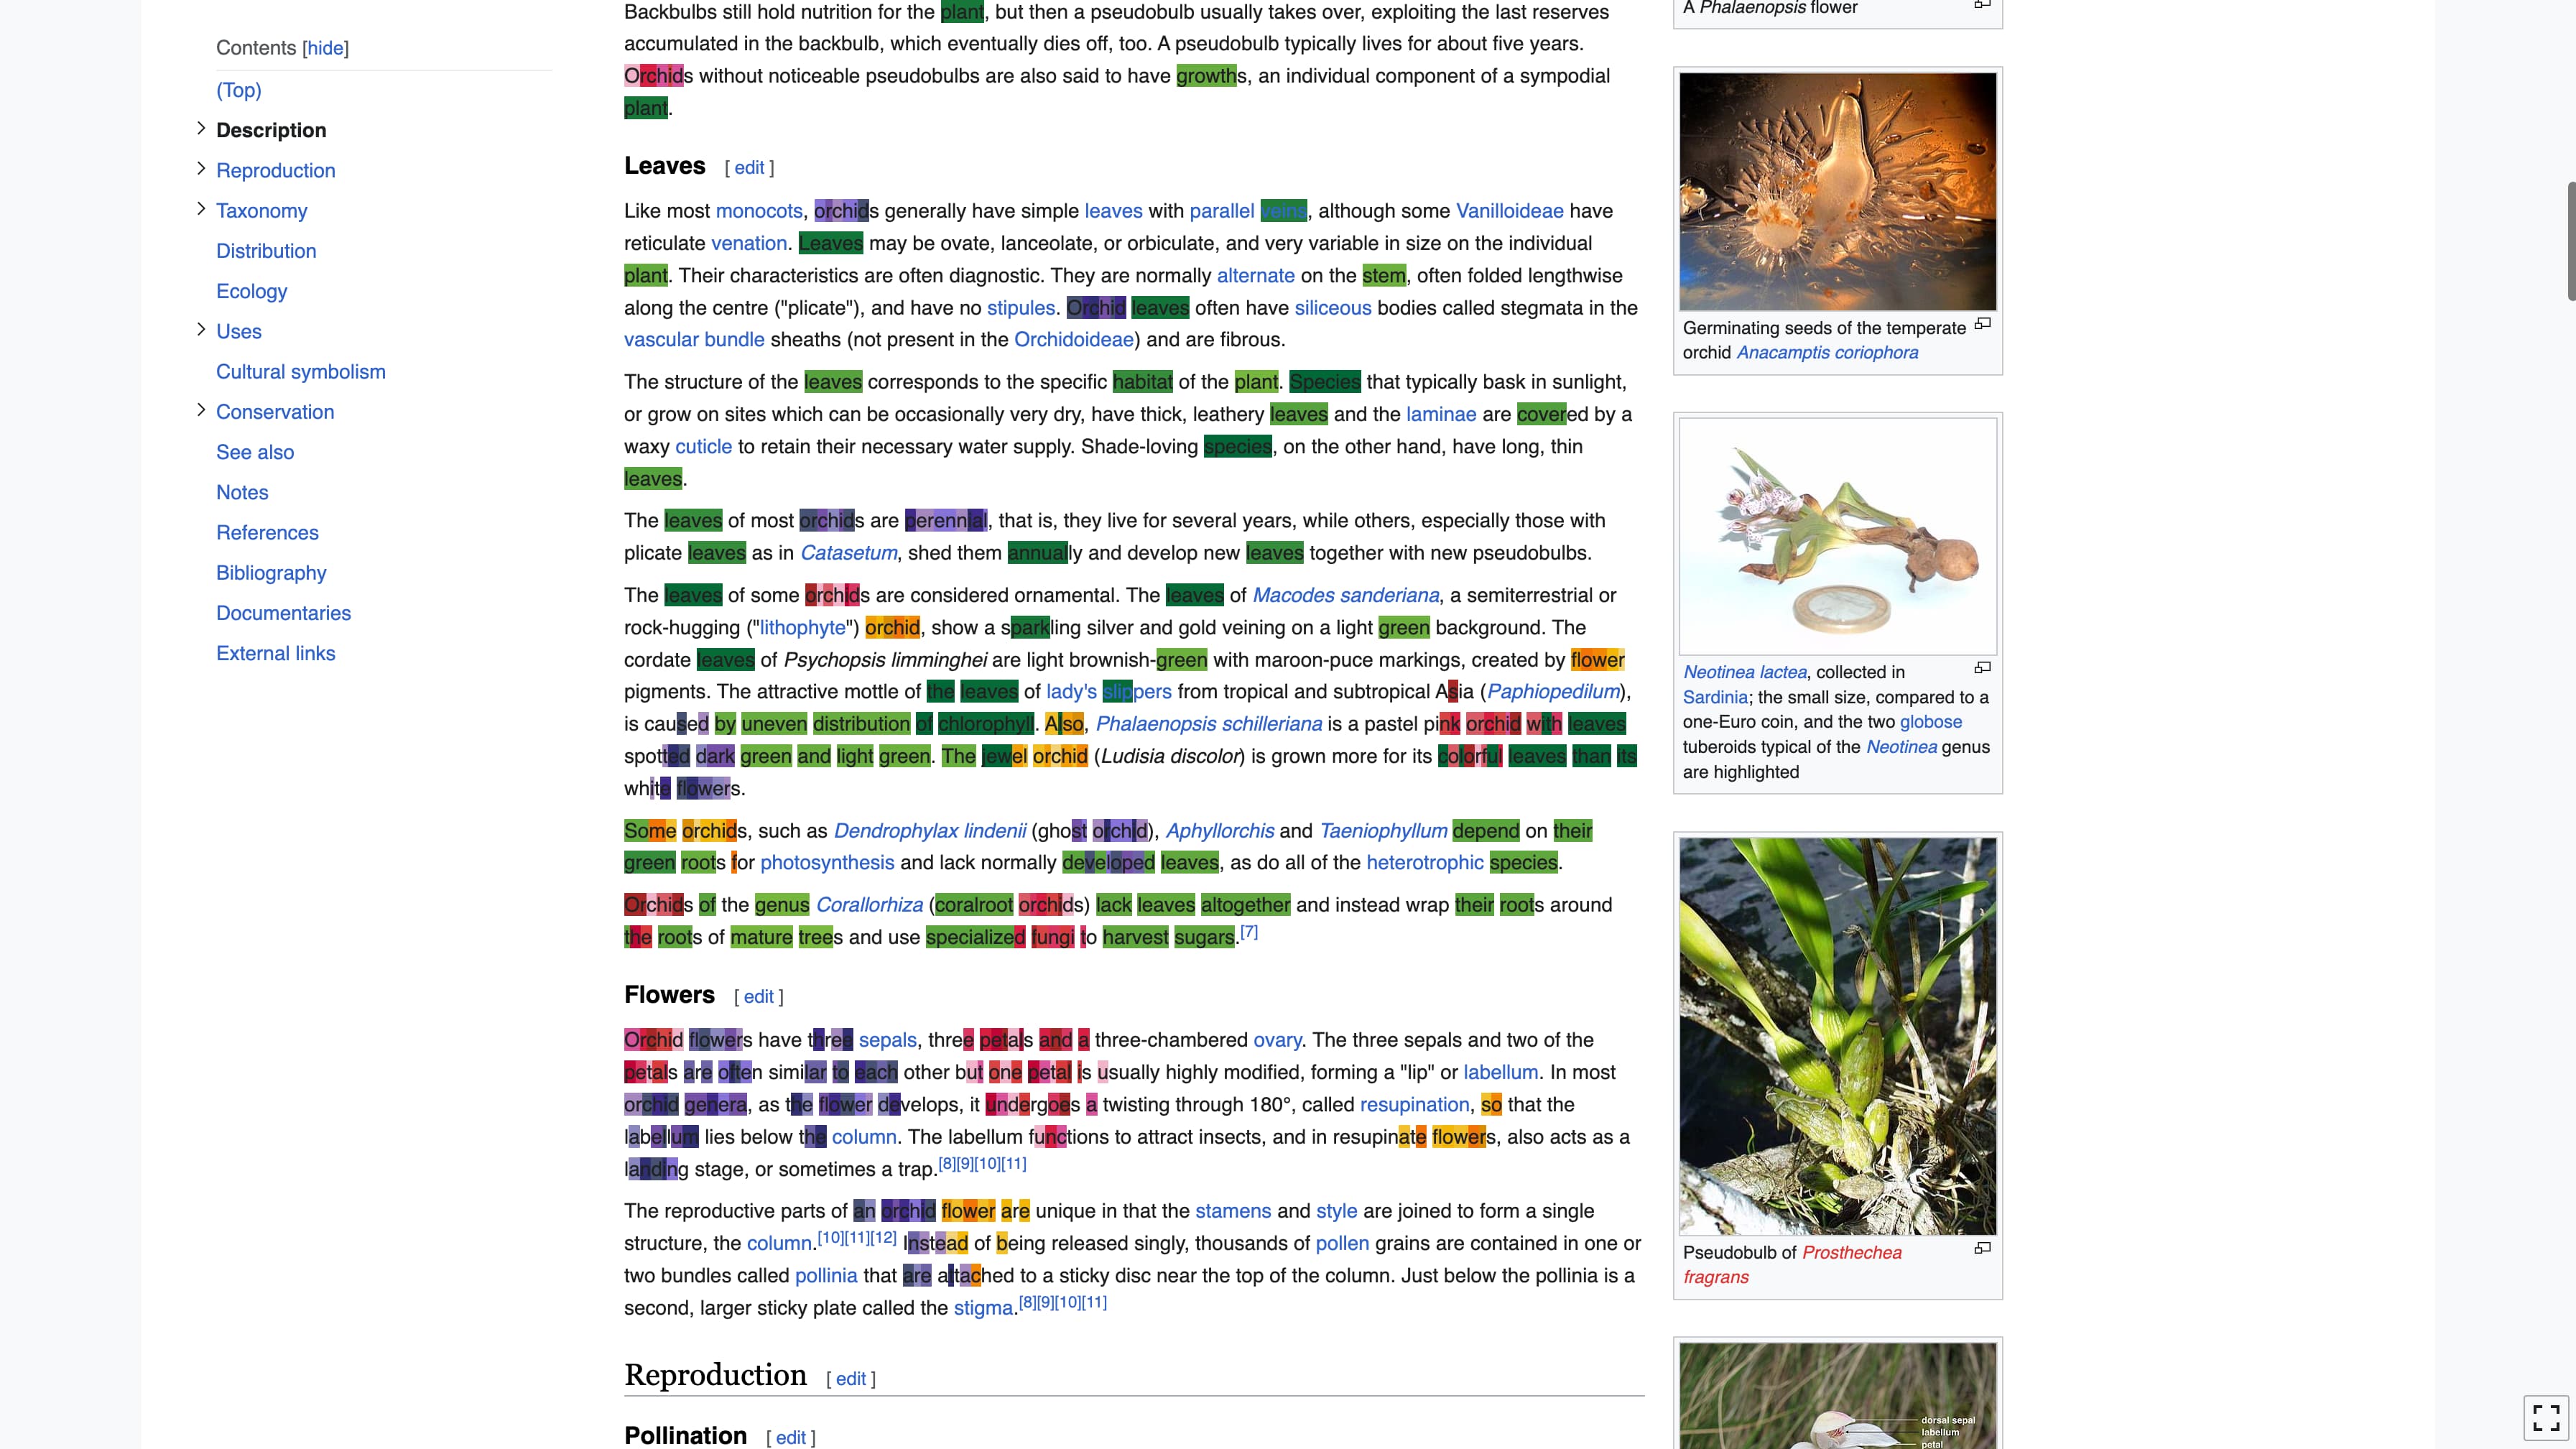 Contents [hide]
(Top)
Description
Reproduction
Taxonomy
Distribution
Ecology
Uses
Cultural symbolism
Conservation
See also
Notes
References
Bibliography
Documentaries
External links
Backbulbs still hold nutrition for the plant, but then a pseudobulb usually takes over, exploiting the last reserves
accumulated in the backbulb, which eventually dies off, too. A pseudobulb typically lives for about five years.
Orchids without noticeable pseudobulbs are also said to have growths, an individual component of a sympodial
plant.
Leaves [ edit ]
Like most monocots, orchids generally have simple leaves with parallel veins, although some Vanilloideae have
reticulate venation. Leaves may be ovate, lanceolate, or orbiculate, and very variable in size on the individual
plant. Their characteristics are often diagnostic. They are normally alternate on the stem, often folded lengthwise
along the centre ("plicate"), and have no stipules. Orchid leaves often have siliceous bodies called stegmata in the
vascular bundle sheaths (not present in the Orchidoideae) and are fibrous.
The structure of the leaves corresponds to the specific habitat of the plant. Species that typically bask in sunlight,
or grow on sites which can be occasionally very dry, have thick, leathery leaves and the laminae are covered by a
waxy cuticle to retain their necessary water supply. Shade-loving species, on the other hand, have long, thin
leaves.
The leaves of most orchids are perennial, that is, they live for several years, while others, especially those with
plicate leaves as in Catasetum, shed them annually and develop new leaves together with new pseudobulbs.
The leaves of some orchids are considered ornamental. The leaves of Macodes sanderiana, a semiterrestrial or
rock-hugging ("lithophyte") orchid, show a sparkling silver and gold veining on a light green background. The
cordate leaves of Psychopsis limminghei are light brownish-green with maroon-puce markings, created by flower
pigments. The attractive mottle of the leaves of lady's slippers from tropical and subtropical Asia (Paphiopedilum),
is caused by uneven distribution of chlorophyll. Also, Phalaenopsis schilleriana is a pastel pink orchid with leaves
spotted dark green and light green. The jewel orchid (Ludisia discolor) is grown more for its colorful leaves than its
white flowers.
Some orchids, such as Dendrophylax lindenii (ghost orchid), Aphyllorchis and Taeniophyllum depend on their
green roots for photosynthesis and lack normally developed leaves, as do all of the heterotrophic species.
Orchids of the genus Corallorhiza (coralroot orchids) lack leaves altogether and instead wrap their roots around
the roots of mature trees and use specialized fungi to harvest sugars.[7]
Flowers [ edit ]
Orchid flowers have three sepals, three petals and a three-chambered ovary. The three sepals and two of the
petals are often similar to each other but one petal is usually highly modified, forming a "lip" or labellum. In most
orchid genera, as the flower develops, it undergoes a twisting through 180°, called resupination, so that the
labellum lies below the column. The labellum functions to attract insects, and in resupinate flowers, also acts as a
landing stage, or sometimes a trap.[8][9][10][11]
The reproductive parts of an orchid flower are unique in that the stamens and style are joined to form a single
structure, the column.[10][11][12] Instead of being released singly, thousands of pollen grains are contained in one or
two bundles called pollinia that are attached to a sticky disc near the top of the column. Just below the pollinia is a
second, larger sticky plate called the stigma.[8][9][10][11]
Reproduction [ edit ]
Pollination [ edit ]
A Phalaenopsis flower
Germinating seeds of the temperate
orchid Anacamptis coriophora
Neotinea lactea, collected in
Sardinia; the small size, compared to a
one-Euro coin, and the two globose
tuberoids typical of the Neotinea genus
are highlighted
Pseudobulb of Prosthechea
fragrans
dorsal sepal
labellum
petal